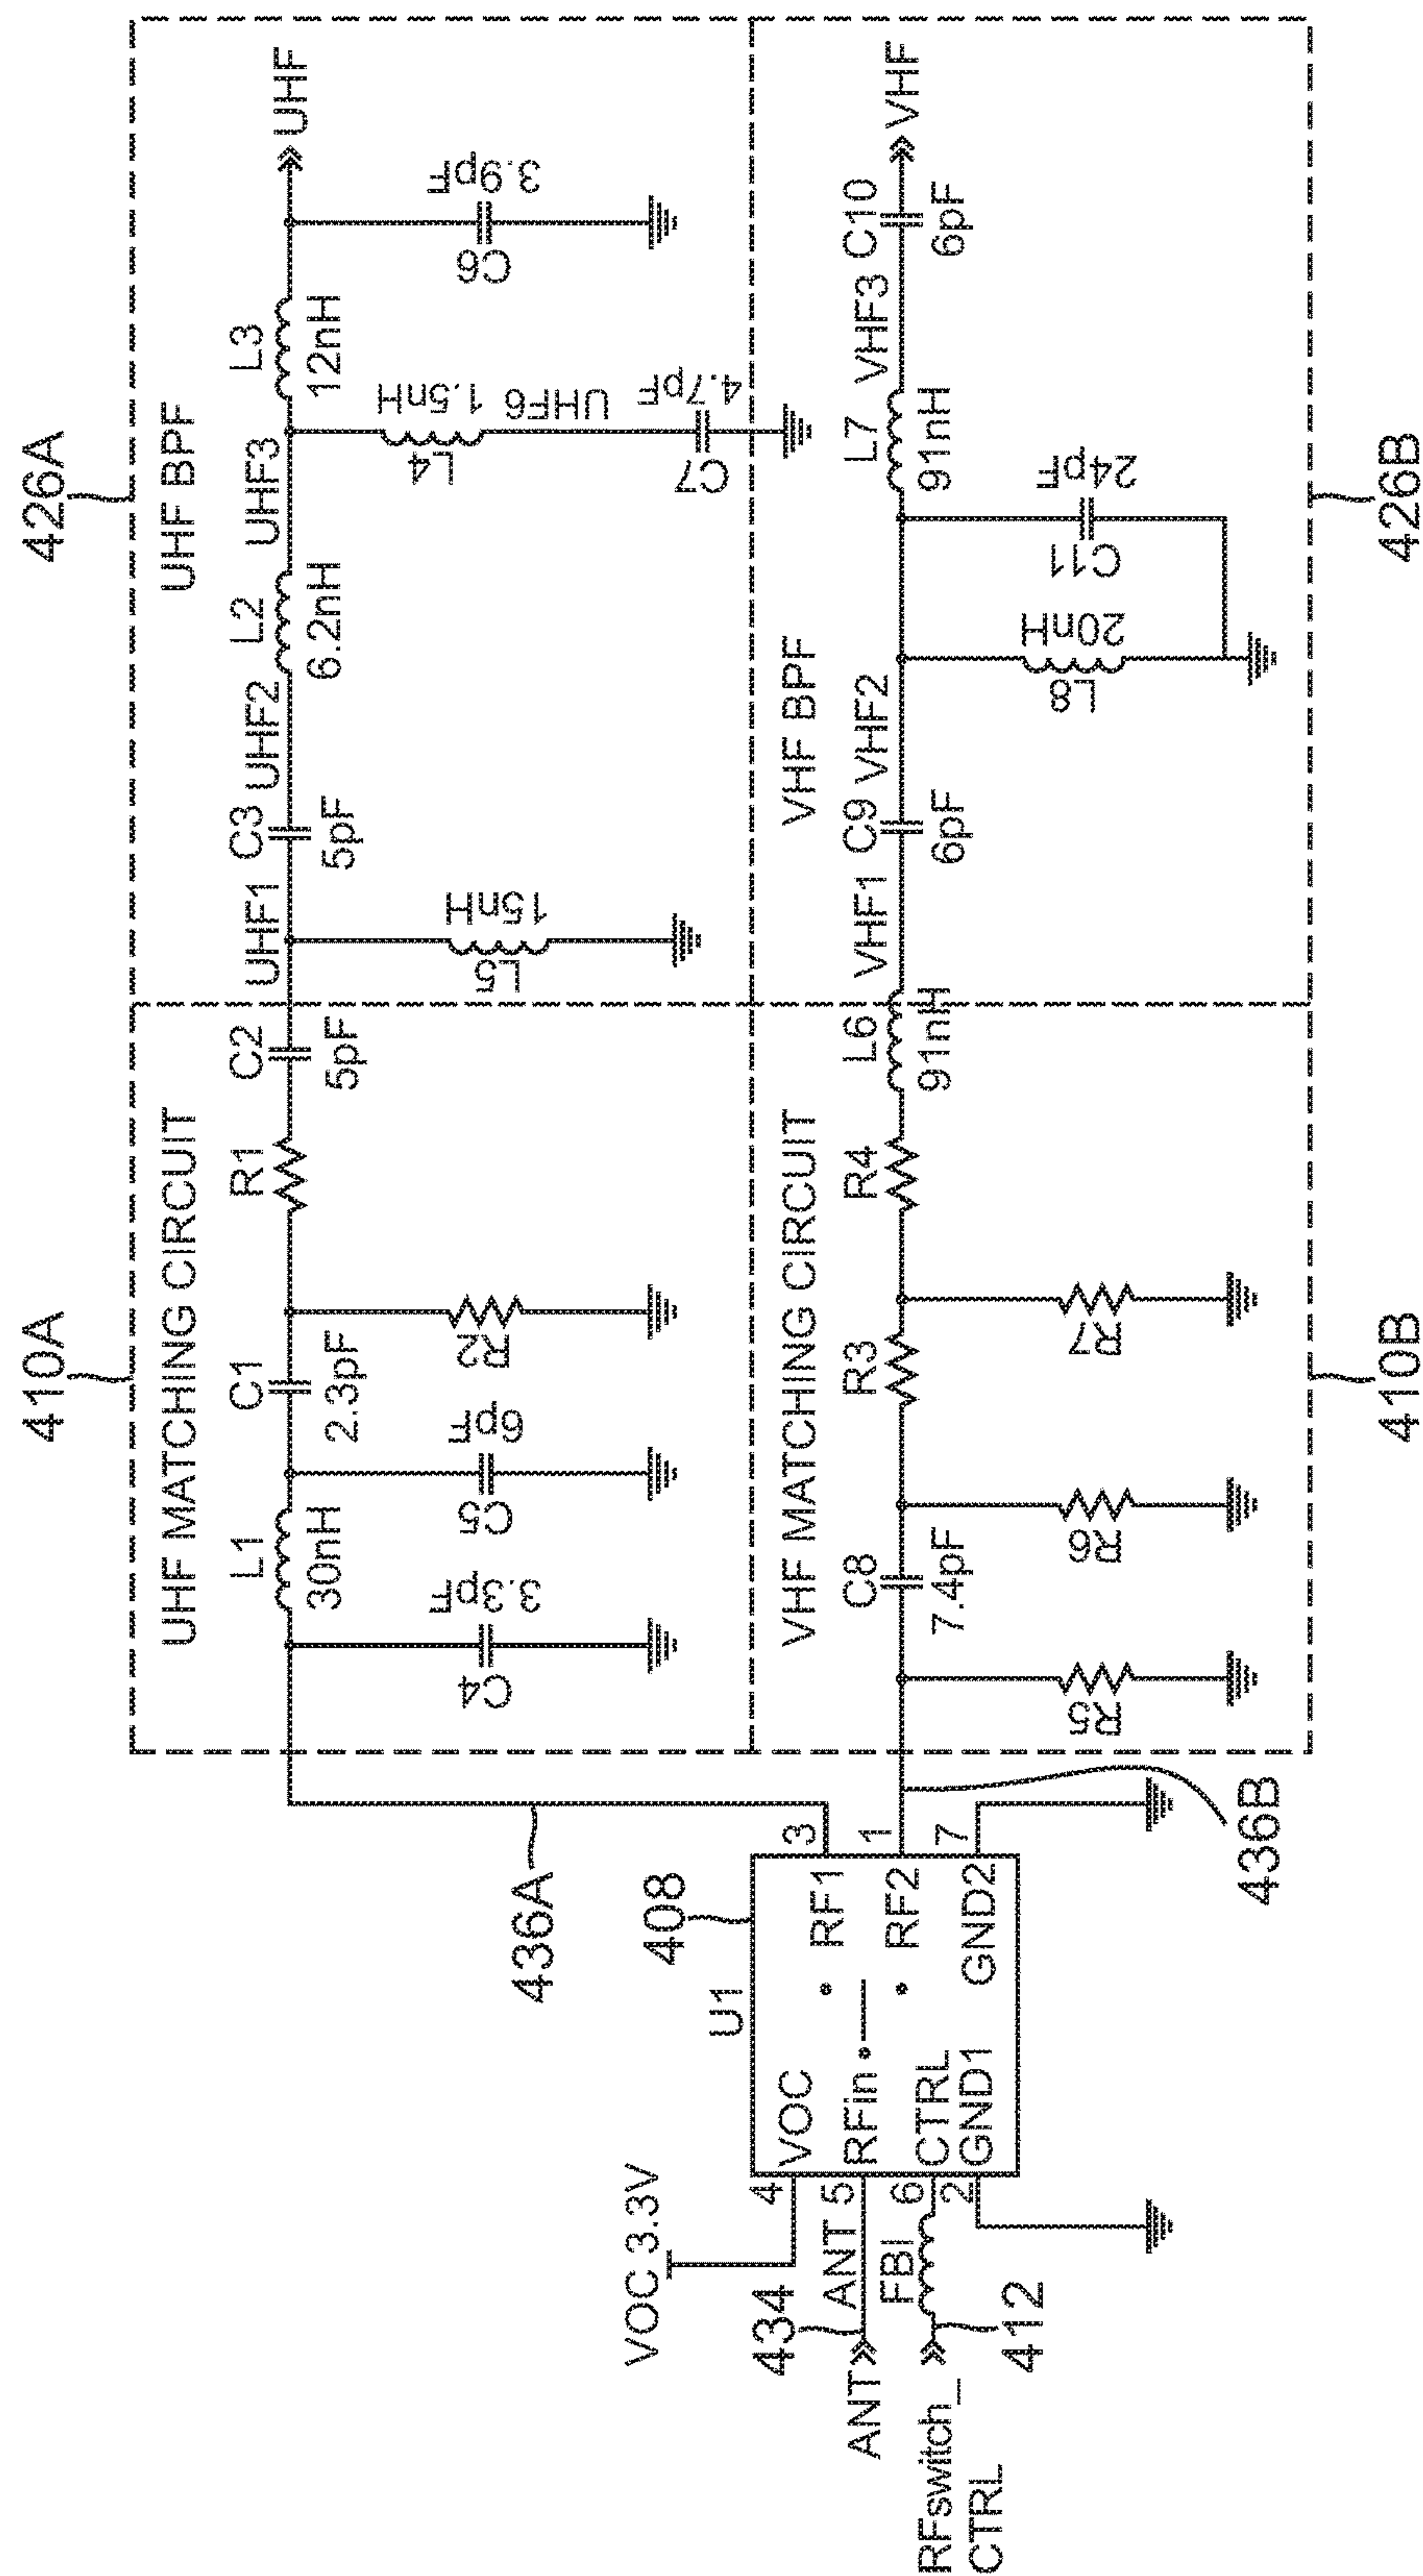 410A
426A
UHF MATCHING CIRCUIT
UHF BPF
L1
30nH
C1
2.3pF
R1
C2
5pF
UHF1
C3
5pF
UHF2
L2
6.2nH
UHF3
L3
12nH
UHF
C4
3.3pF
C5
6pF
R2
L5
15nH
L4
1.5nH
UHF6
C7
4.7pF
C6
3.9pF
VHF MATCHING CIRCUIT
VHF BPF
C8
7.4pF
R3
R4
L6
91nH
VHF1
C9
6pF
VHF2
L7
91nH
VHF3
C10
6pF
VHF
R5
R6
R7
L8
20nH
C11
24pF
410B
426B
436A
436B
408
U1
VOC 3.3V
4
VOC
RF1
3
434
ANT
ANT
5
RFin
RF2
1
RFswitch_
CTRL
412
FBI
6
CTRL
2
GND1
GND2
7